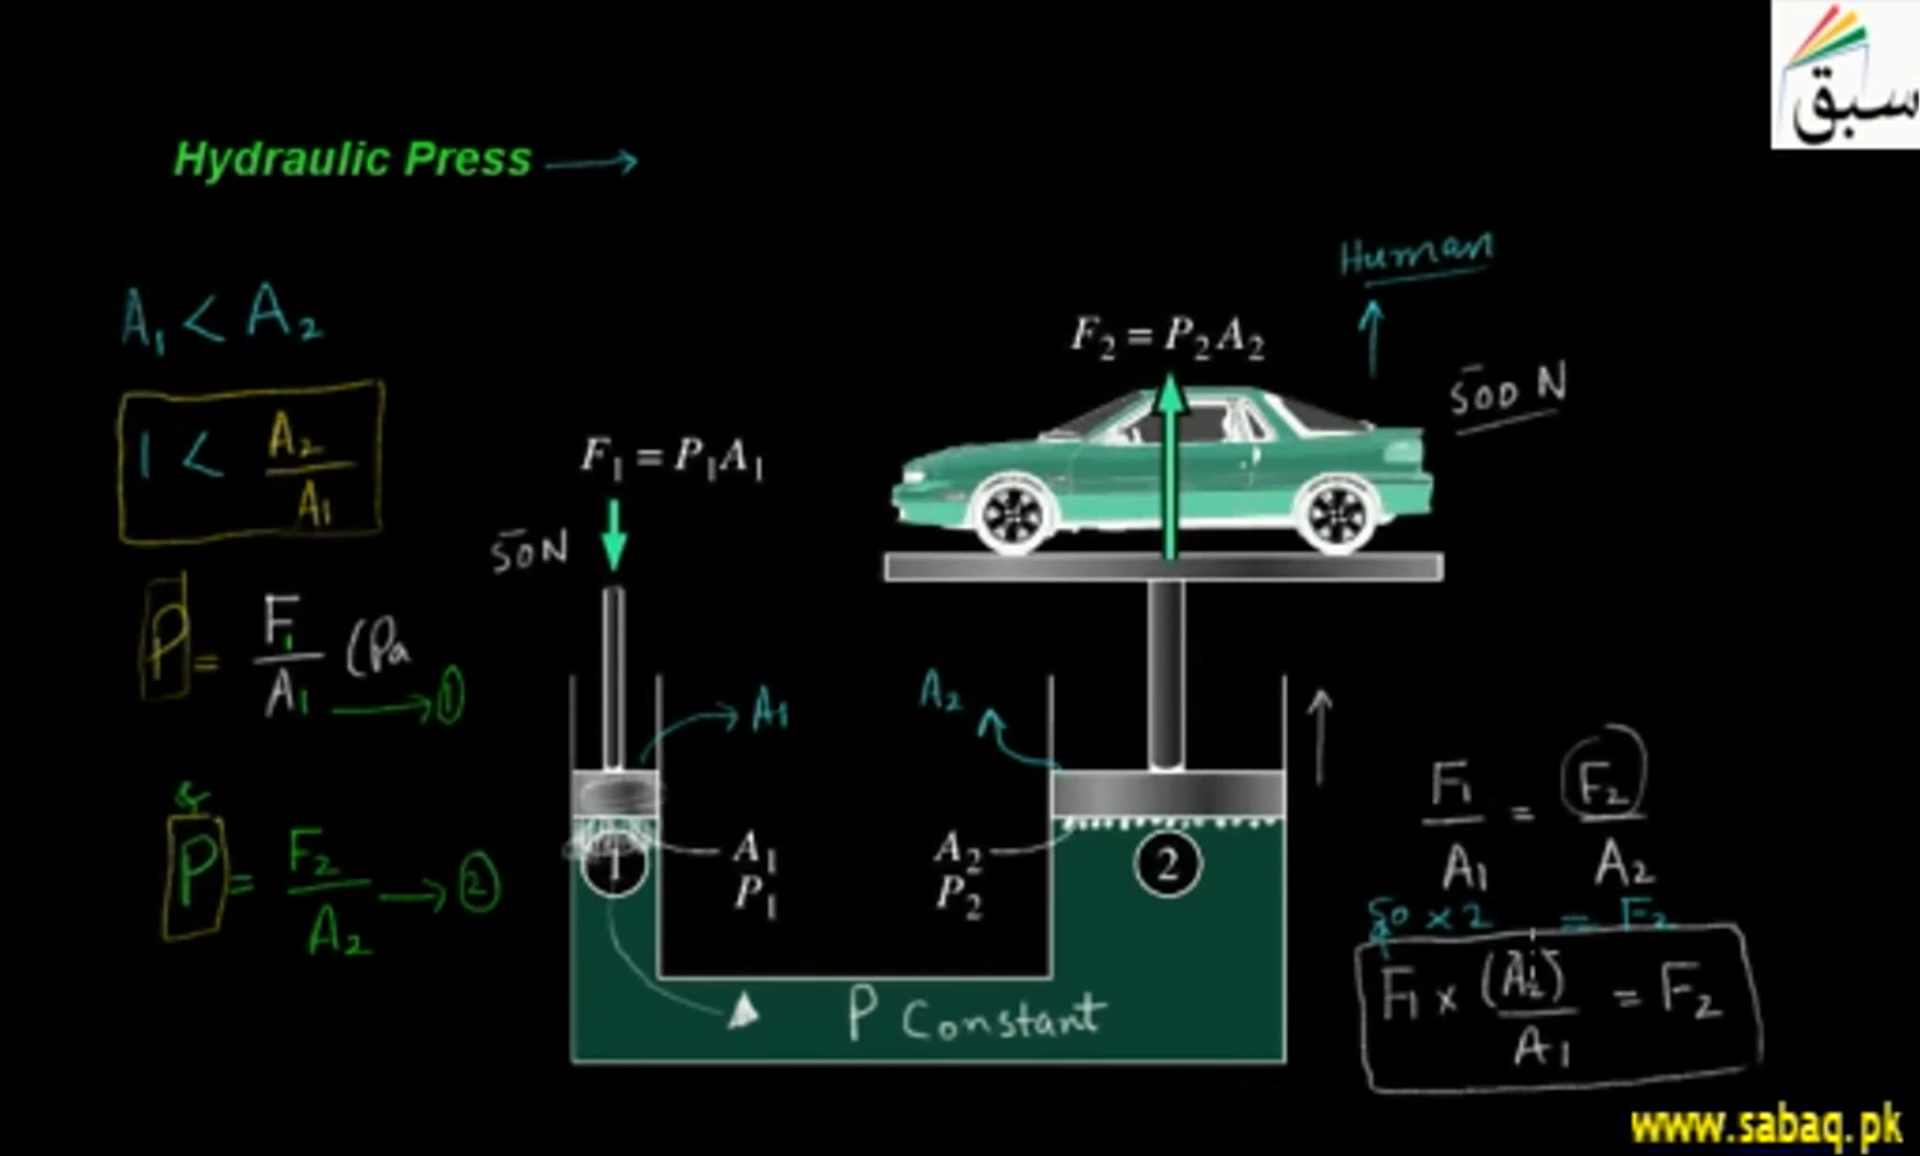 سبق
Hydraulic Press
Human
A₁ < A₂
F₂ = P₂A₂
500 N
1 < A₂/A₁
F₁ = P₁A₁
50N
P = F₁/A₁ (Pa → ①
A₁
A₂
&
P = F₂/A₂ → ②
1
A₁
P₁
A₂
P₂
2
F₁/A₁ = F₂/A₂
50 × 2 = F₂
F₁ × (A₂)/A₁ = F₂
P Constant
www.sabaq.pk